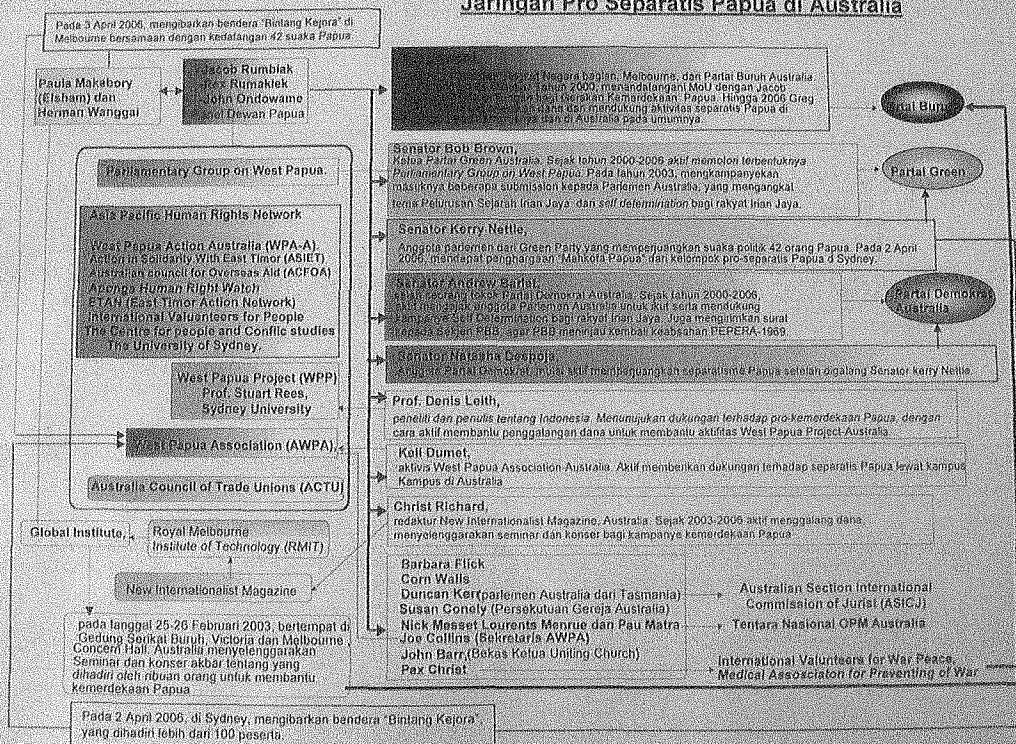 Jaringan Pro Separatis Papua di Australia
Pada 3 April 2006, mengibarkan bendera "Bintang Kejora" di
Melbourne bersamaan dengan kedatangan 42 suaka Papua
Paula Makabory
(Elsham) dan
Herman Wanggai
Jacob Rumbiak
Rex Rumakiek
John Ondowame
Dewan Papua
Negara bagian, Melbourne, dan Partai Buruh Australia
tahun 2000, menandatangani MoU dengan Jacob
bagi Gerakan Kemerdekaan Papua. Hingga 2006 Greg
dana dan mendukung aktivitas separatis Papua di
dan di Australia pada umumnya.
Partai Buruh
Parliamentary Group on West Papua.
Asia Pacific Human Rights Network
West Papua Action Australia (WPA-A)
Action in Solidarity With East Timor (ASIET)
Australian council for Overseas Aid (ACFOA)
Human Right Watch
ETAN (East Timor Action Network)
International Valuenteers for People
The Centre for people and Conflic studies
The University of Sydney.
West Papua Project (WPP)
Prof. Stuart Rees,
Sydney University
West Papua Association (AWPA),
Australia Council of Trade Unions (ACTU)
Senator Bob Brown,
Ketua Partai Green Australia. Sejak tahun 2000-2006 aktif memolon terbentuknya
Parliamentary Group on West Papua. Pada tahun 2003, mengkampanyekan
masuknya beberapa submission kepada Parlemen Australia, yang mengangkat
tema Pelurusan Sejarah Irian Jaya dan self determination bagi rakyat Irian Jaya.
Partai Green
Senator Kerry Nettle,
Anggota parlemen dari Green Party yang memperjuangkan suaka politik 42 orang Papua. Pada 2 April
2006, mendapat penghargaan "Mahkota Papua" dari kelompok pro-separatis Papua d Sydney.
Senator Andrew Barlet,
salah seorang tokoh Partai Demokrat Australia. Sejak tahun 2000-2006,
aktif mengajak anggota Parlemen Australia untuk ikut serta mendukung
kampanye Self Determination bagi rakyat Irian Jaya. Juga mengirimkan surat
kepada Sekjen PBB, agar PBB meninjau kembali keabsahan PEPERA-1969.
Partai Demokrat
Australia
Senator Natasha Despoja,
Anggota Partai Demokrat, mulai aktif memperjuangkan separatisme Papua setelah digalang Senator kerry Nettle.
Prof. Denis Leith,
peneliti dan penulis tentang Indonesia. Menunujukan dukungan terhadap pro-kemerdekaan Papua, dengan
cara aktif membantu penggalangan dana untuk membantu aktifitas West Papua Project-Australia
Kell Dumet,
aktivis West Papua Association-Australia. Aktif memberikan dukungan terhadap separatis Papua lewat kampus
Kampus di Australia
Christ Richard,
redaktur New Internationalist Magazine, Australia. Sejak 2003-2006 aktif menggalang dana,
menyelenggarakan seminar dan konser bagi kampanye kemerdekaan Papua
Global Institute,
Royal Melbourne
Institute of Technology (RMIT)
New Internationalist Magazine
pada tanggal 25-26 Februari 2003, bertempat di
Gedung Serikat Buruh, Victoria dan Melbourne
Concern Hall, Australia menyelenggarakan
Seminar dan konser akbar tentang yang
dihadiri oleh ribuan orang untuk membantu
kemerdekaan Papua
Barbara Flick
Corn Walls
Duncan Ker(parlemen Australia dari Tasmania)
Susan Conely (Persekutuan Gereja Australia)
Nick Messet Lourents Menrue dan Pau Matra
Joe Collins (Sekretaris AWPA)
John Barr,(Bekas Ketua Uniting Church)
Pax Christ
Australian Section International
Commission of Jurist (ASICJ)
Tentara Nasional OPM Australia
International Valunteers for War Peace,
Medical Assosciaton for Preventing of War
Pada 2 April 2006, di Sydney, mengibarkan bendera "Bintang Kejora",
yang dihadiri lebih dari 100 peserta.